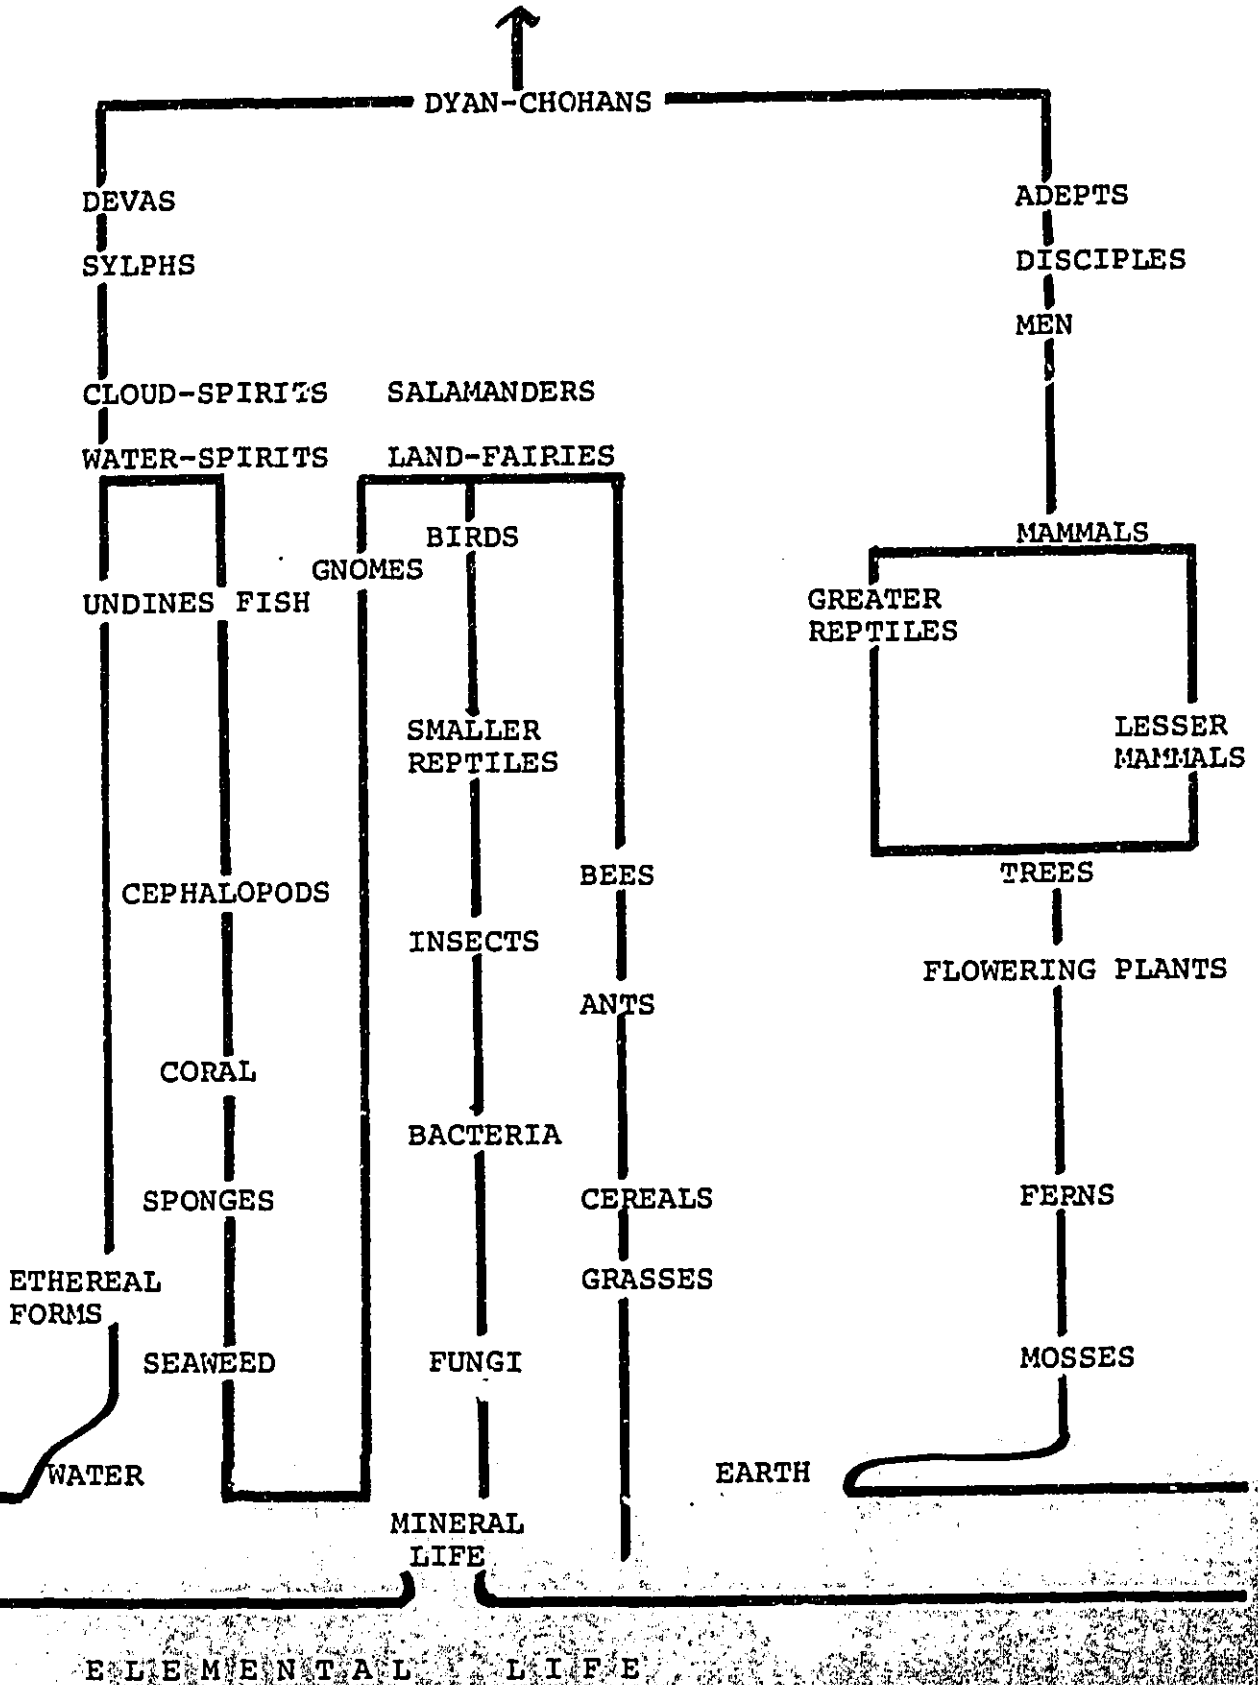 DYAN-CHOHANS
DEVAS
ADEPTS
SYLPHS
DISCIPLES
MEN
CLOUD-SPIRITS SALAMANDERS
WATER-SPIRITS LAND-FAIRIES
BIRDS
MAMMALS
GNOMES
UNDINES FISH
GREATER
REPTILES
SMALLER
REPTILES
LESSER
MAMMALS
BEES
TREES
CEPHALOPODS
INSECTS
FLOWERING PLANTS
ANTS
CORAL
BACTERIA
SPONGES
CEREALS
FERNS
ETHEREAL
FORMS
GRASSES
SEAWEED
FUNGI
MOSSES
WATER
EARTH
MINERAL
LIFE
ELEMENTAL LIFE